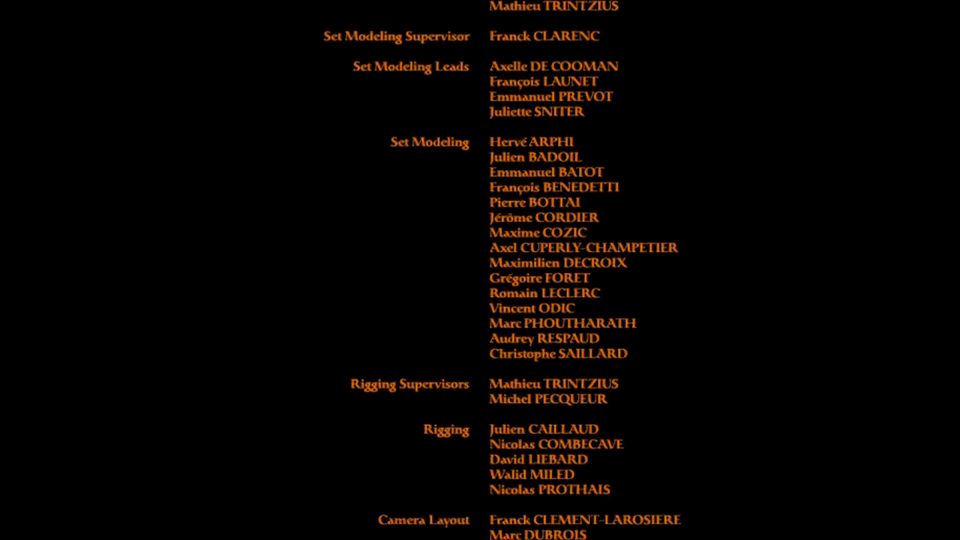 Mathieu TRINTZIUS
Set Modeling Supervisor Franck CLARENC
Set Modeling Leads Axelle DE COOMAN
François LAUNET
Emmanuel PREVOT
Juliette SNITER
Set Modeling Hervé ARPHI
Julien BADOIL
Emmanuel BATOT
François BENEDETTI
Pierre BOTTAI
Jérôme CORDIER
Maxime COZIC
Axel CUPERLY-CHAMPETIER
Maximilien DECROIX
Grégoire FORET
Romain LECLERC
Vincent ODIC
Marc PHOUTHARATH
Audrey RESPAUD
Christophe SAILLARD
Rigging Supervisors Mathieu TRINTZIUS
Michel PECQUEUR
Rigging Julien CAILLAUD
Nicolas COMBECAVE
David LIEBARD
Walid MILED
Nicolas PROTHAIS
Camera Layout Franck CLEMENT-LAROSIERE
Marc DUBROIS